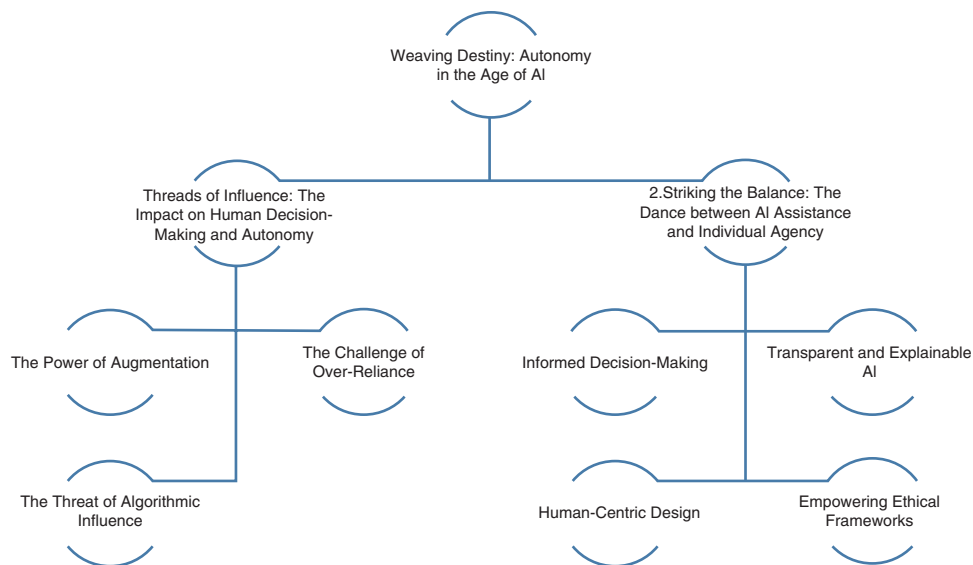 Weaving Destiny: Autonomy
in the Age of AI
Threads of Influence: The
Impact on Human Decision-
Making and Autonomy
2.Striking the Balance: The
Dance between AI Assistance
and Individual Agency
The Power of Augmentation
The Challenge of
Over-Reliance
Informed Decision-Making
Transparent and Explainable
AI
The Threat of Algorithmic
Influence
Human-Centric Design
Empowering Ethical
Frameworks